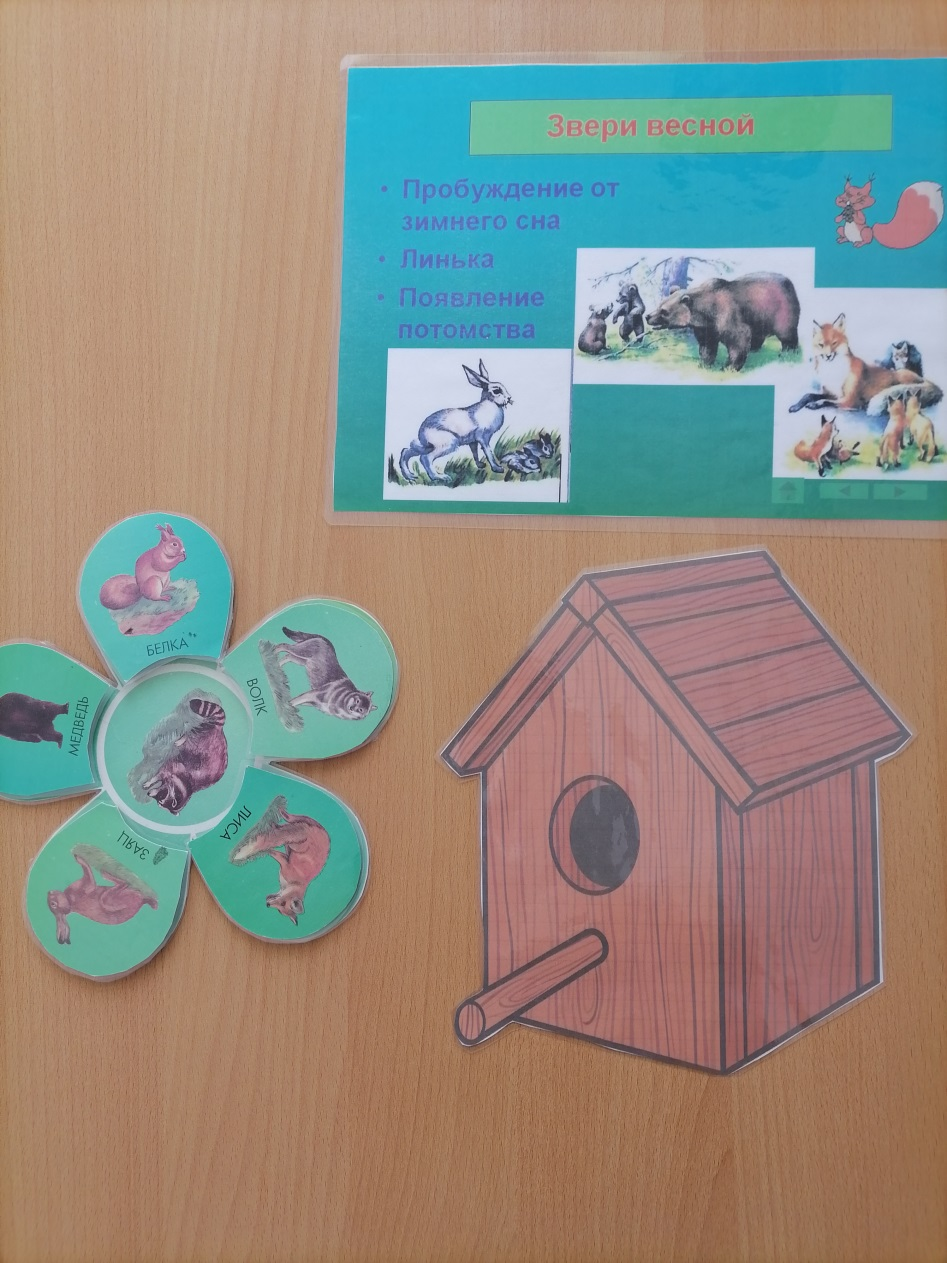 Звери весной
• Пробуждение от
зимнего сна
• Линька
• Появление
потомства
БЕЛКА
ВОЛК
МЕДВЕДЬ
ЛИСА
ЗАЯЦ